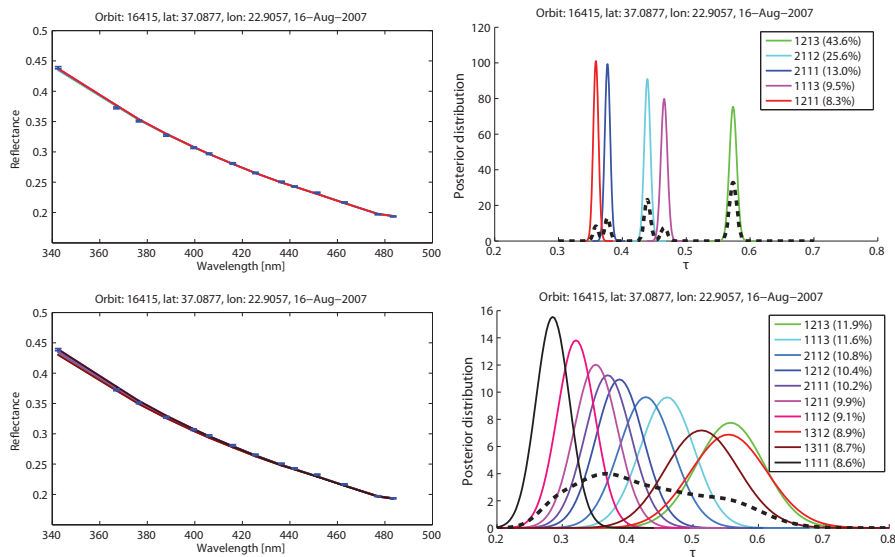 Orbit: 16415, lat: 37.0877, lon: 22.9057, 16−Aug−2007
Reflectance
0.5
0.45
0.4
0.35
0.3
0.25
0.2
340 360 380 400 420 440 460 480 500
Wavelength [nm]
Orbit: 16415, lat: 37.0877, lon: 22.9057, 16−Aug−2007
Posterior distribution
120
100
80
60
40
20
0
0.2 0.3 0.4 0.5 0.6 0.7 0.8
τ
1213 (43.6%)
2112 (25.6%)
2111 (13.0%)
1113 (9.5%)
1211 (8.3%)
Orbit: 16415, lat: 37.0877, lon: 22.9057, 16−Aug−2007
Reflectance
0.5
0.45
0.4
0.35
0.3
0.25
0.2
340 360 380 400 420 440 460 480 500
Wavelength [nm]
Orbit: 16415, lat: 37.0877, lon: 22.9057, 16−Aug−2007
Posterior distribution
16
14
12
10
8
6
4
2
0
0.2 0.3 0.4 0.5 0.6 0.7 0.8
τ
1213 (11.9%)
1113 (11.6%)
2112 (10.8%)
1212 (10.4%)
2111 (10.2%)
1211 (9.9%)
1112 (9.1%)
1312 (8.9%)
1311 (8.7%)
1111 (8.6%)